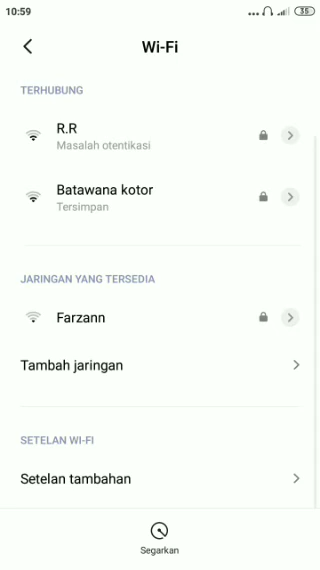 10:59
35
Wi-Fi
TERHUBUNG
R.R
Masalah otentikasi
Batawana kotor
Tersimpan
JARINGAN YANG TERSEDIA
Farzann
Tambah jaringan
SETELAN WI-FI
Setelan tambahan
Segarkan